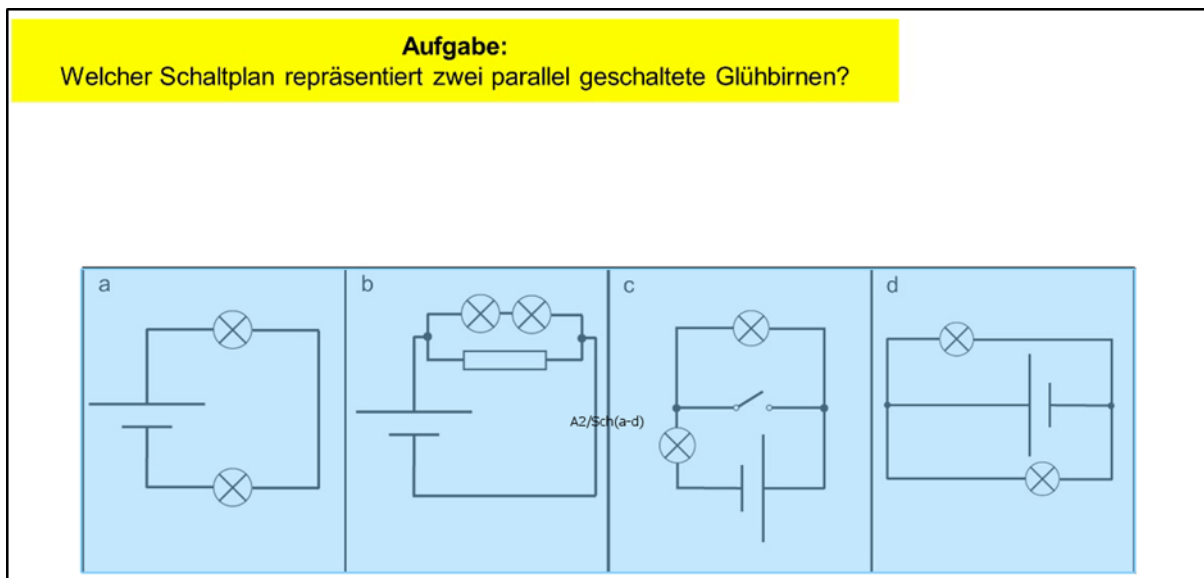 Aufgabe:
Welcher Schaltplan repräsentiert zwei parallel geschaltete Glühbirnen?
a
b
c
d
A2/Sch(a-d)